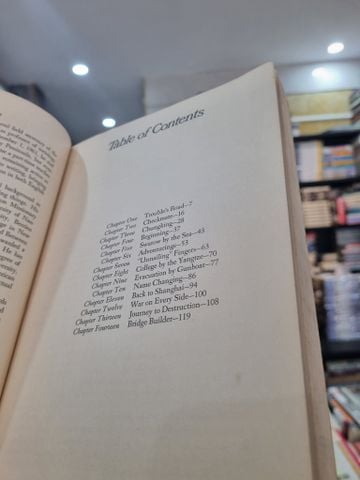 Table of Contents
Chapter One Trouble's Road—7
Chapter Two Checkmate—16
Chapter Three Chungking—28
Chapter Four Beginning—37
Chapter Five Swatow by the Sea—43
Chapter Six Adventuring—53
Chapter Seven "Unnailing" Fingers—63
Chapter Eight College by the Yangtze—70
Chapter Nine Evacuation by Gunboat—77
Chapter Ten Name Changing—86
Chapter Eleven Back to Shanghai—94
Chapter Twelve War on Every Side—100
Chapter Thirteen Journey to Destruction—108
Chapter Fourteen Bridge Builder—119